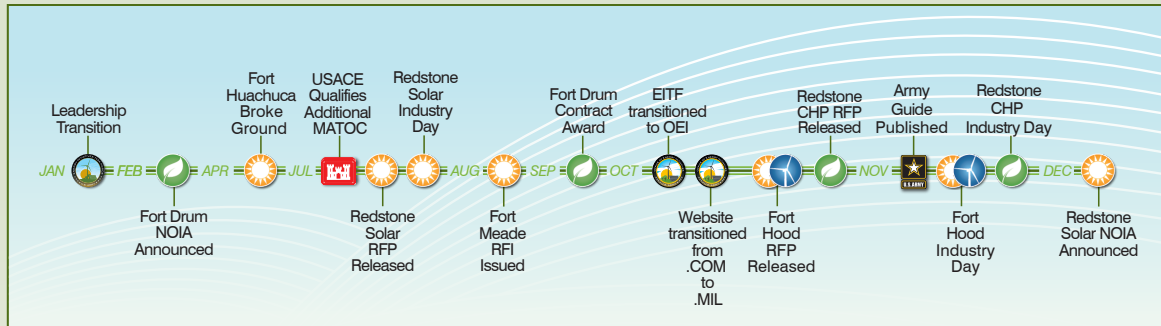 Leadership
Transition
Fort
Huachuca
Broke
Ground
USACE
Qualifies
Additional
MATOC
Redstone
Solar
Industry
Day
Fort Drum
Contract
Award
EITF
transitioned
to OEI
Redstone
CHP RFP
Released
Army
Guide
Published
Redstone
CHP
Industry Day
JAN
FEB
APR
JUL
AUG
SEP
OCT
NOV
U.S.ARMY
DEC
Fort Drum
NOIA
Announced
Redstone
Solar
RFP
Released
Fort
Meade
RFI
Issued
Website
transitioned
from
.COM
to
.MIL
Fort
Hood
RFP
Released
Fort
Hood
Industry
Day
Redstone
Solar NOIA
Announced